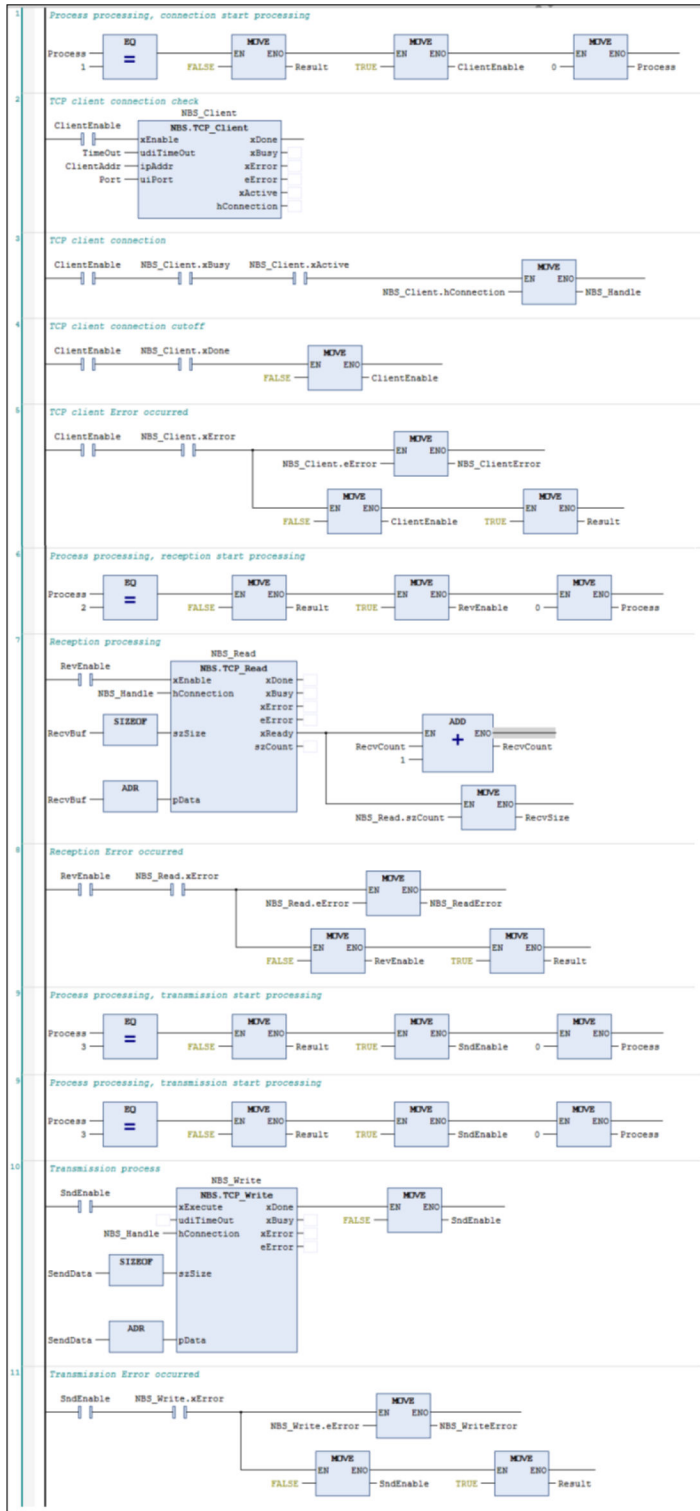 1 Process processing, connection start processing
EQ MOVE MOVE MOVE
Process = EN ENO EN ENO EN ENO
1 FALSE Result TRUE ClientEnable 0 Process
2 TCP client connection check
NBS_Client
ClientEnable NBS.TCP_Client
xEnable xDone
TimeOut udiTimeOut xBusy
ClientAddr ipAddr xError
Port uiPort eError
xActive
hConnection
3 TCP client connection
ClientEnable NBS_Client.xBusy NBS_Client.xActive MOVE
EN ENO
NBS_Client.hConnection NBS_Handle
4 TCP client connection cutoff
ClientEnable NBS_Client.xDone MOVE
EN ENO
FALSE ClientEnable
5 TCP client Error occurred
ClientEnable NBS_Client.xError MOVE
EN ENO
NBS_Client.eError NBS_ClientError
MOVE MOVE
EN ENO EN ENO
FALSE ClientEnable TRUE Result
6 Process processing, reception start processing
EQ MOVE MOVE MOVE
Process = EN ENO EN ENO EN ENO
2 FALSE Result TRUE RevEnable 0 Process
7 Reception processing
NBS_Read
RevEnable NBS.TCP_Read
xEnable xDone
NBS_Handle hConnection xBusy
xError
SIZEOF eError ADD
RecvBuf szSize xReady EN + ENO
szCount RecvCount RecvCount
1
ADR MOVE
RecvBuf pData EN ENO
NBS_Read.szCount RecvSize
8 Reception Error occurred
RevEnable NBS_Read.xError MOVE
EN ENO
NBS_Read.eError NBS_ReadError
MOVE MOVE
EN ENO EN ENO
FALSE RevEnable TRUE Result
9 Process processing, transmission start processing
EQ MOVE MOVE MOVE
Process = EN ENO EN ENO EN ENO
3 FALSE Result TRUE SndEnable 0 Process
9 Process processing, transmission start processing
EQ MOVE MOVE MOVE
Process = EN ENO EN ENO EN ENO
3 FALSE Result TRUE SndEnable 0 Process
10 Transmission process
NBS_Write
SndEnable NBS.TCP_Write MOVE
xExecute xDone EN ENO
udiTimeOut xBusy FALSE SndEnable
NBS_Handle hConnection xError
eError
SIZEOF
SendData szSize
ADR
SendData pData
11 Transmission Error occurred
SndEnable NBS_Write.xError MOVE
EN ENO
NBS_Write.eError NBS_WriteError
MOVE MOVE
EN ENO EN ENO
FALSE SndEnable TRUE Result